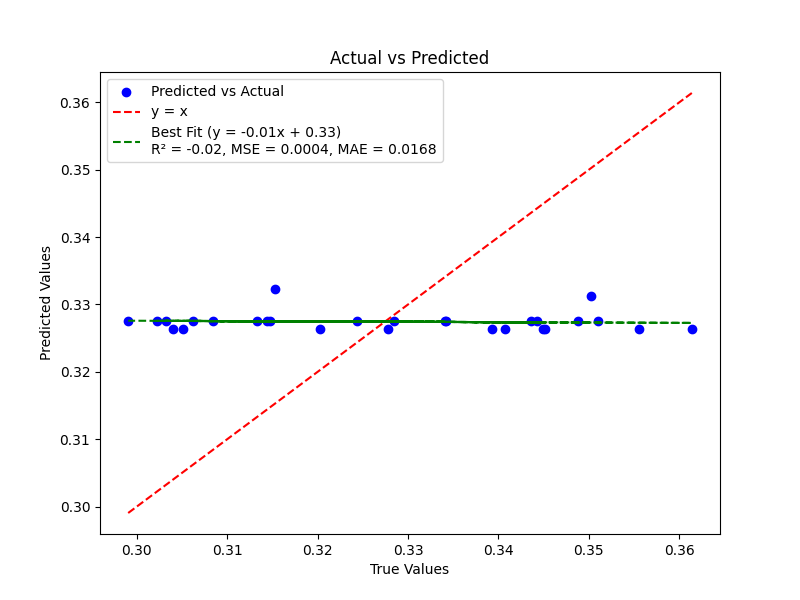 Actual vs Predicted
Predicted vs Actual
y = x
Best Fit (y = -0.01x + 0.33)
R² = -0.02, MSE = 0.0004, MAE = 0.0168
0.36
0.35
0.34
0.33
0.32
0.31
0.30
Predicted Values
0.30 0.31 0.32 0.33 0.34 0.35 0.36
True Values